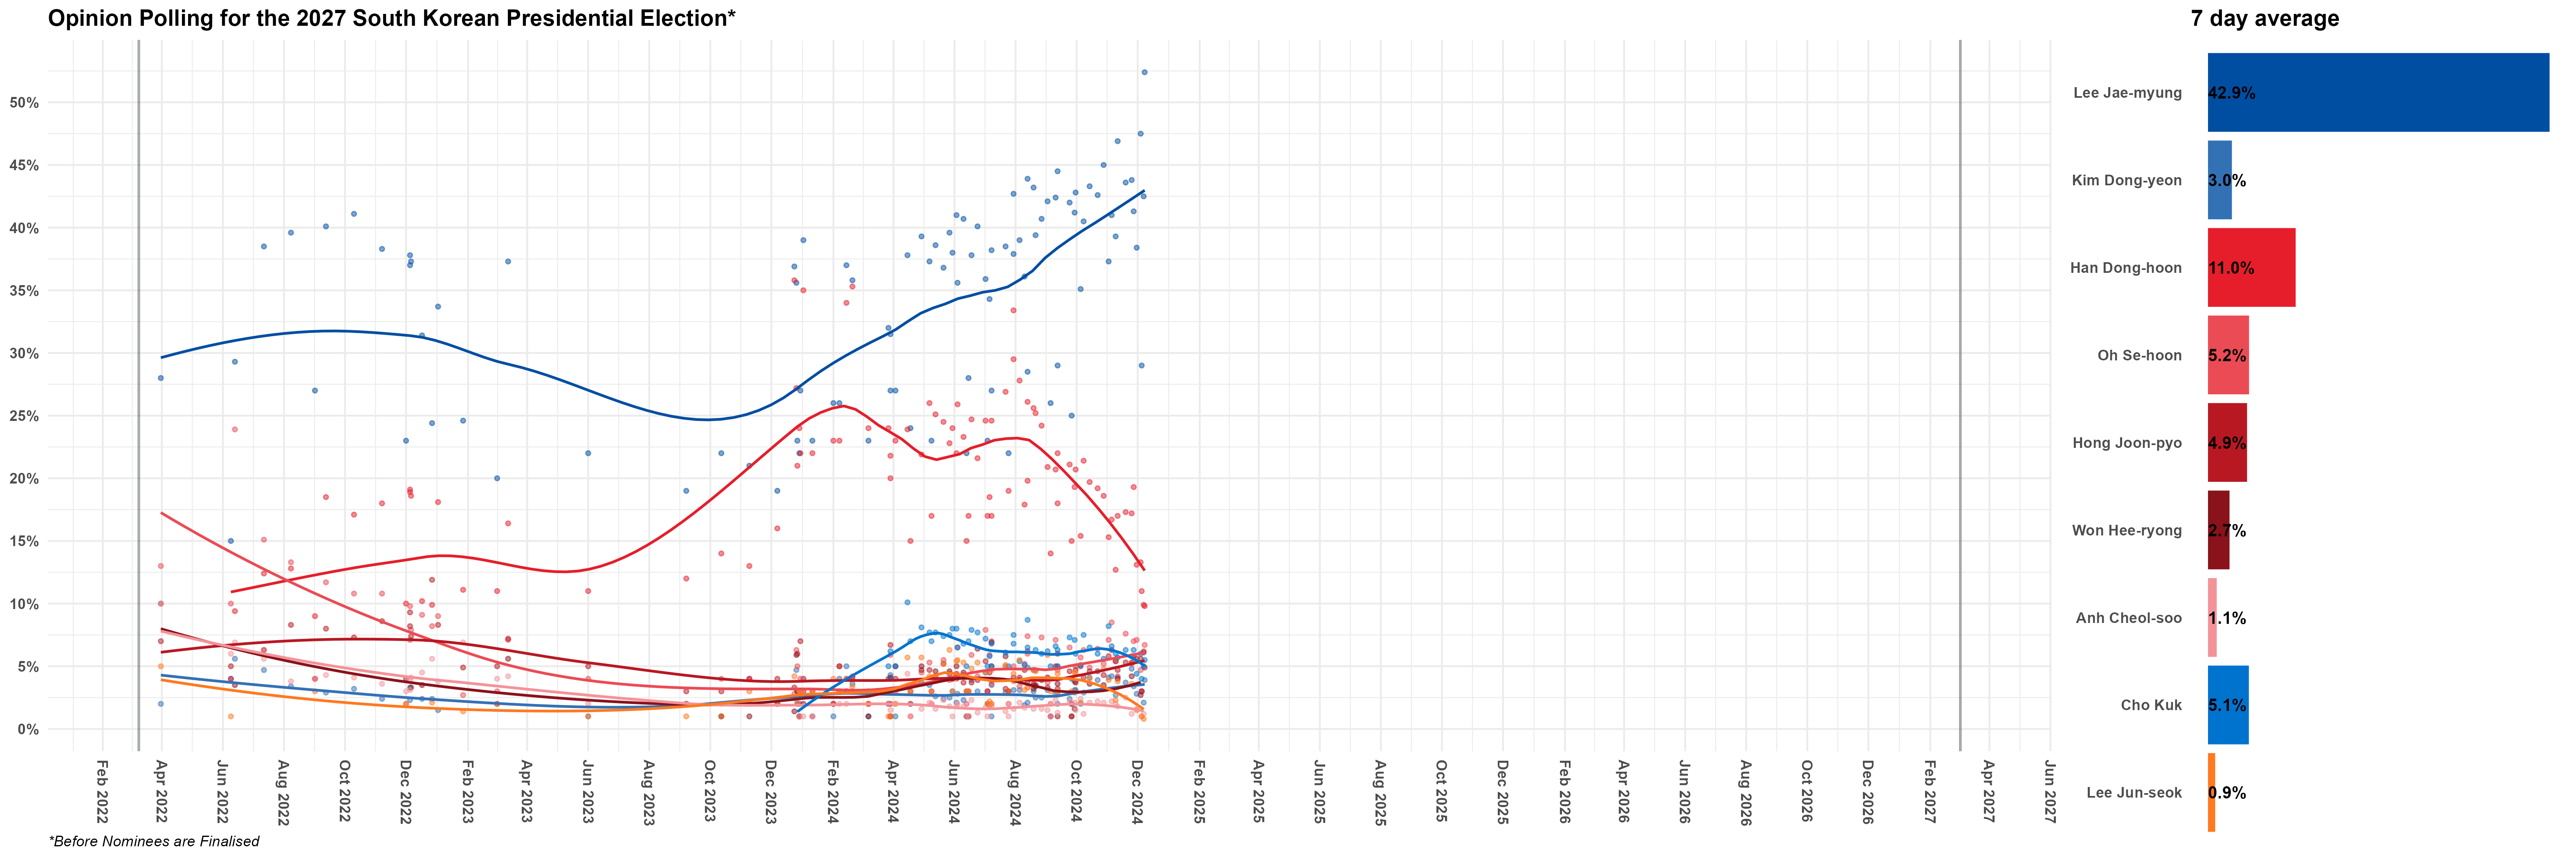 Opinion Polling for the 2027 South Korean Presidential Election*
7 day average
50%
45%
40%
35%
30%
25%
20%
15%
10%
5%
0%
Feb 2022
Apr 2022
Jun 2022
Aug 2022
Oct 2022
Dec 2022
Feb 2023
Apr 2023
Jun 2023
Aug 2023
Oct 2023
Dec 2023
Feb 2024
Apr 2024
Jun 2024
Aug 2024
Oct 2024
Dec 2024
Feb 2025
Apr 2025
Jun 2025
Aug 2025
Oct 2025
Dec 2025
Feb 2026
Apr 2026
Jun 2026
Aug 2026
Oct 2026
Dec 2026
Feb 2027
Apr 2027
Jun 2027
Lee Jae-myung 42.9%
Kim Dong-yeon 3.0%
Han Dong-hoon 11.0%
Oh Se-hoon 5.2%
Hong Joon-pyo 4.9%
Won Hee-ryong 2.7%
Anh Cheol-soo 1.1%
Cho Kuk 5.1%
Lee Jun-seok 0.9%
*Before Nominees are Finalised